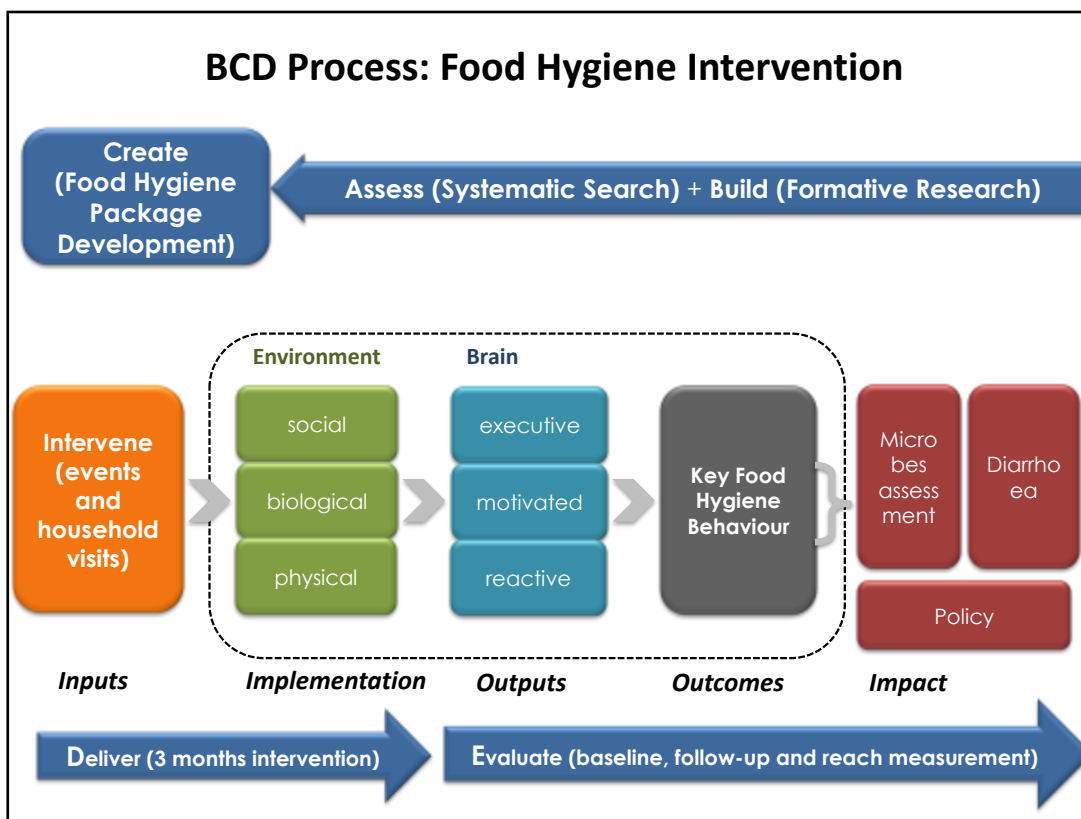 BCD Process: Food Hygiene Intervention
Create
(Food Hygiene
Package
Development)
Assess (Systematic Search) + Build (Formative Research)
Environment
Brain
Intervene
(events
and
household
visits)
social
biological
physical
executive
motivated
reactive
Key Food
Hygiene
Behaviour
Micro
bes
assess
ment
Diarrho
ea
Policy
Inputs
Implementation
Outputs
Outcomes
Impact
Deliver (3 months intervention)
Evaluate (baseline, follow-up and reach measurement)